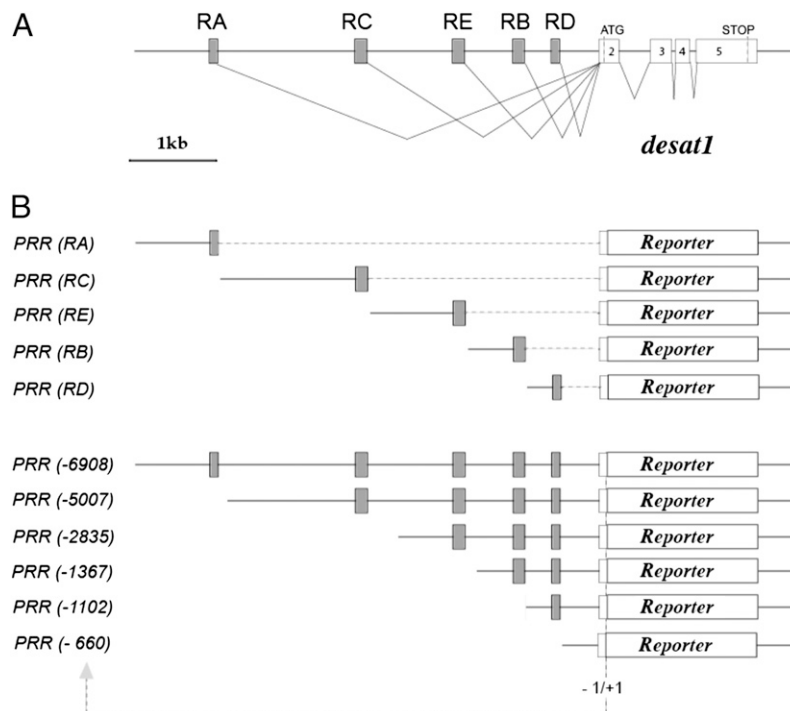 A
RA RC RE RB RD
ATG STOP
2 3 4 5
1kb
desat1
B
PRR (RA) Reporter
PRR (RC) Reporter
PRR (RE) Reporter
PRR (RB) Reporter
PRR (RD) Reporter
PRR (-6908) Reporter
PRR (-5007) Reporter
PRR (-2835) Reporter
PRR (-1367) Reporter
PRR (-1102) Reporter
PRR (- 660) Reporter
- 1/+1